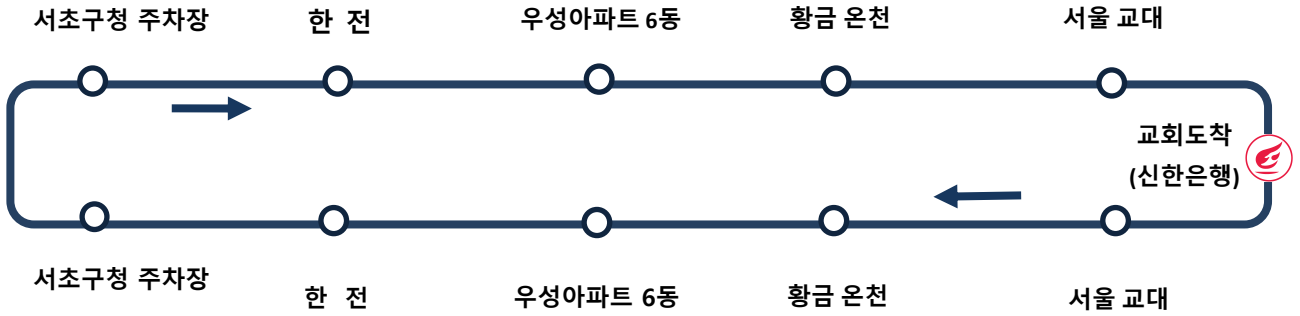 서초구청 주차장
한 전
우성아파트 6동
황금 온천
서울 교대
교회도착
(신한은행)
서초구청 주차장
한 전
우성아파트 6동
황금 온천
서울 교대